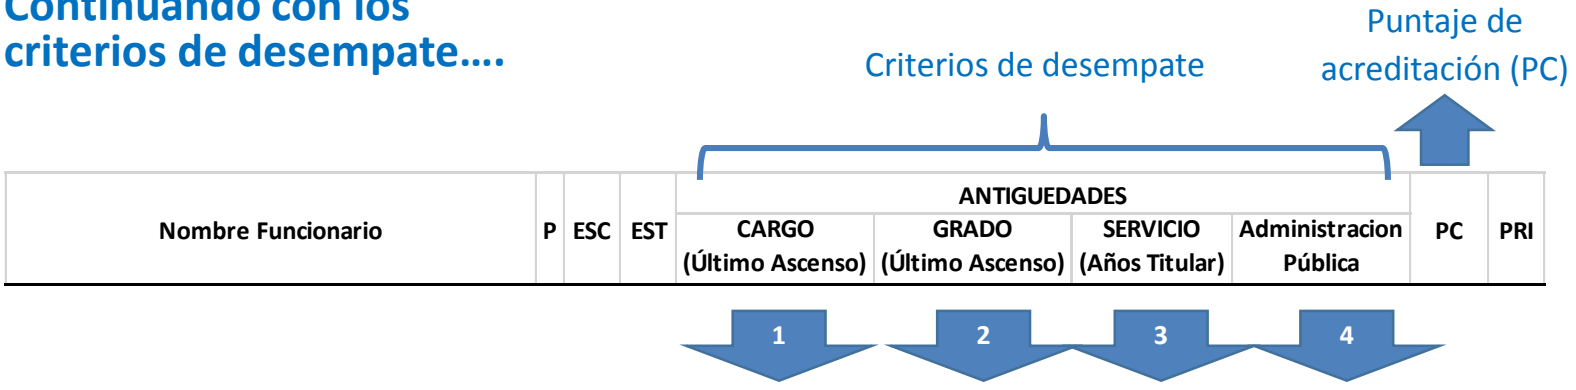 Continuando con los
criterios de desempate....
Criterios de desempate
Puntaje de
acreditación (PC)
Nombre Funcionario
P
ESC
EST
ANTIGUEDADES
CARGO
(Último Ascenso)
GRADO
(Último Ascenso)
SERVICIO
(Años Titular)
Administracion
Pública
PC
PRI
1
2
3
4